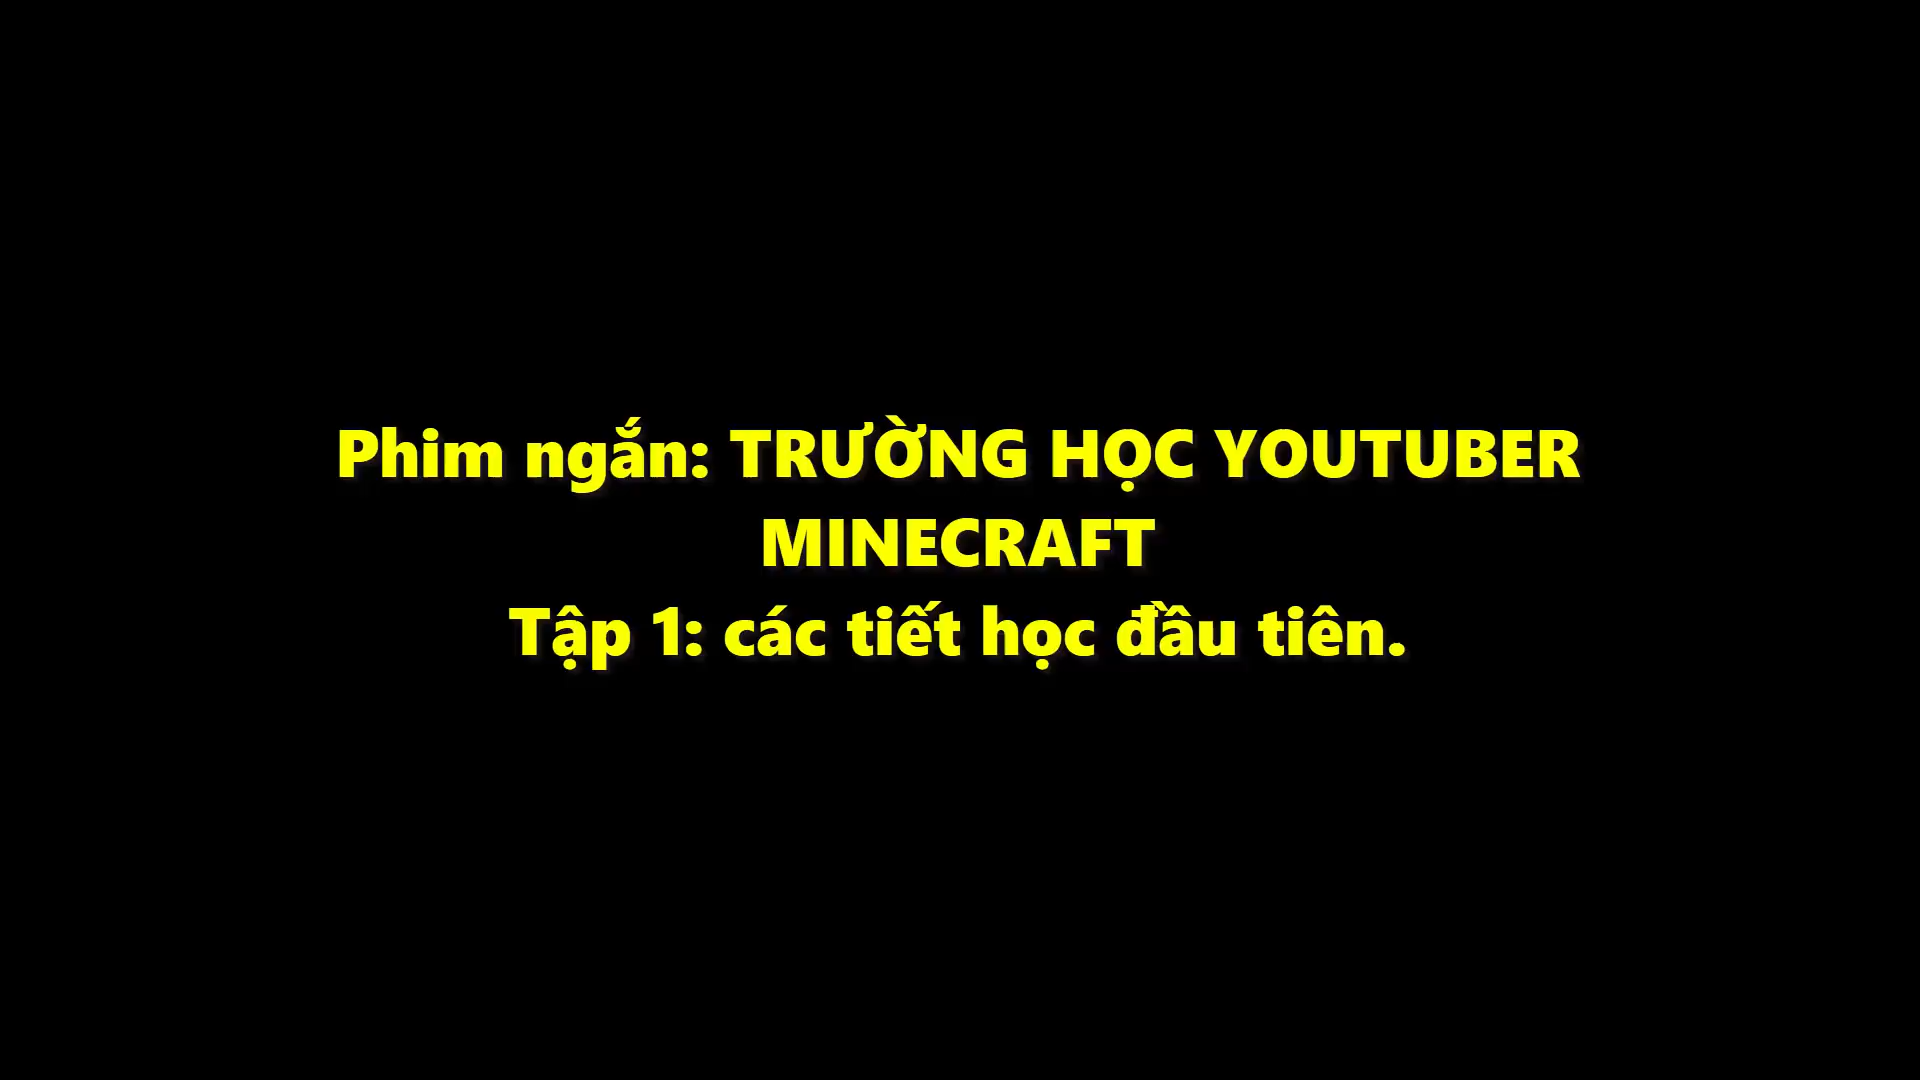 Phim ngắn: TRƯỜNG HỌC YOUTUBER
MINECRAFT
Tập 1: các tiết học đầu tiên.